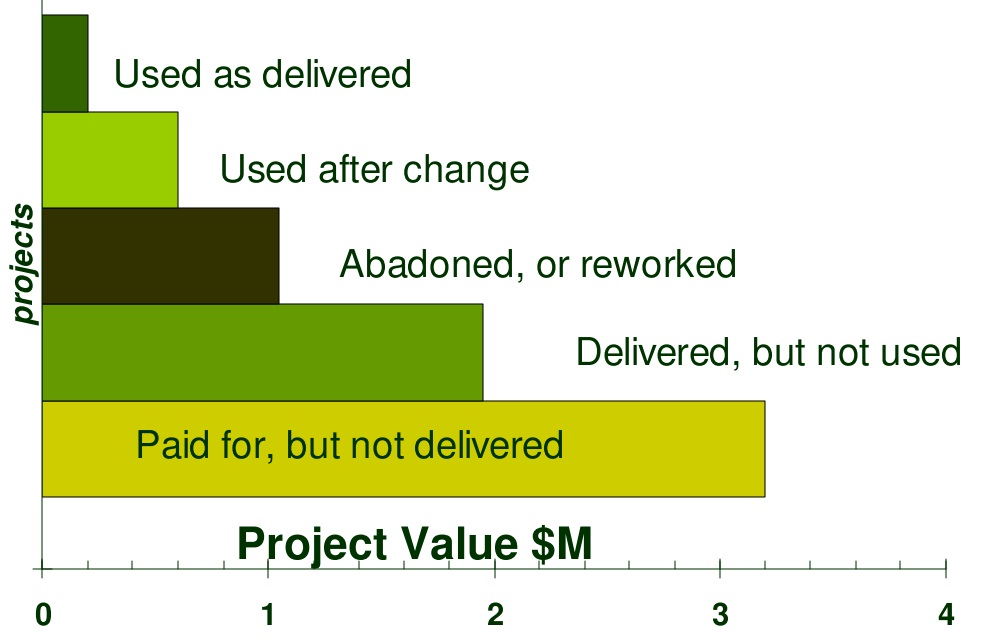 Used as delivered
Used after change
projects
Abadoned, or reworked
Delivered, but not used
Paid for, but not delivered
Project Value $M
0 1 2 3 4